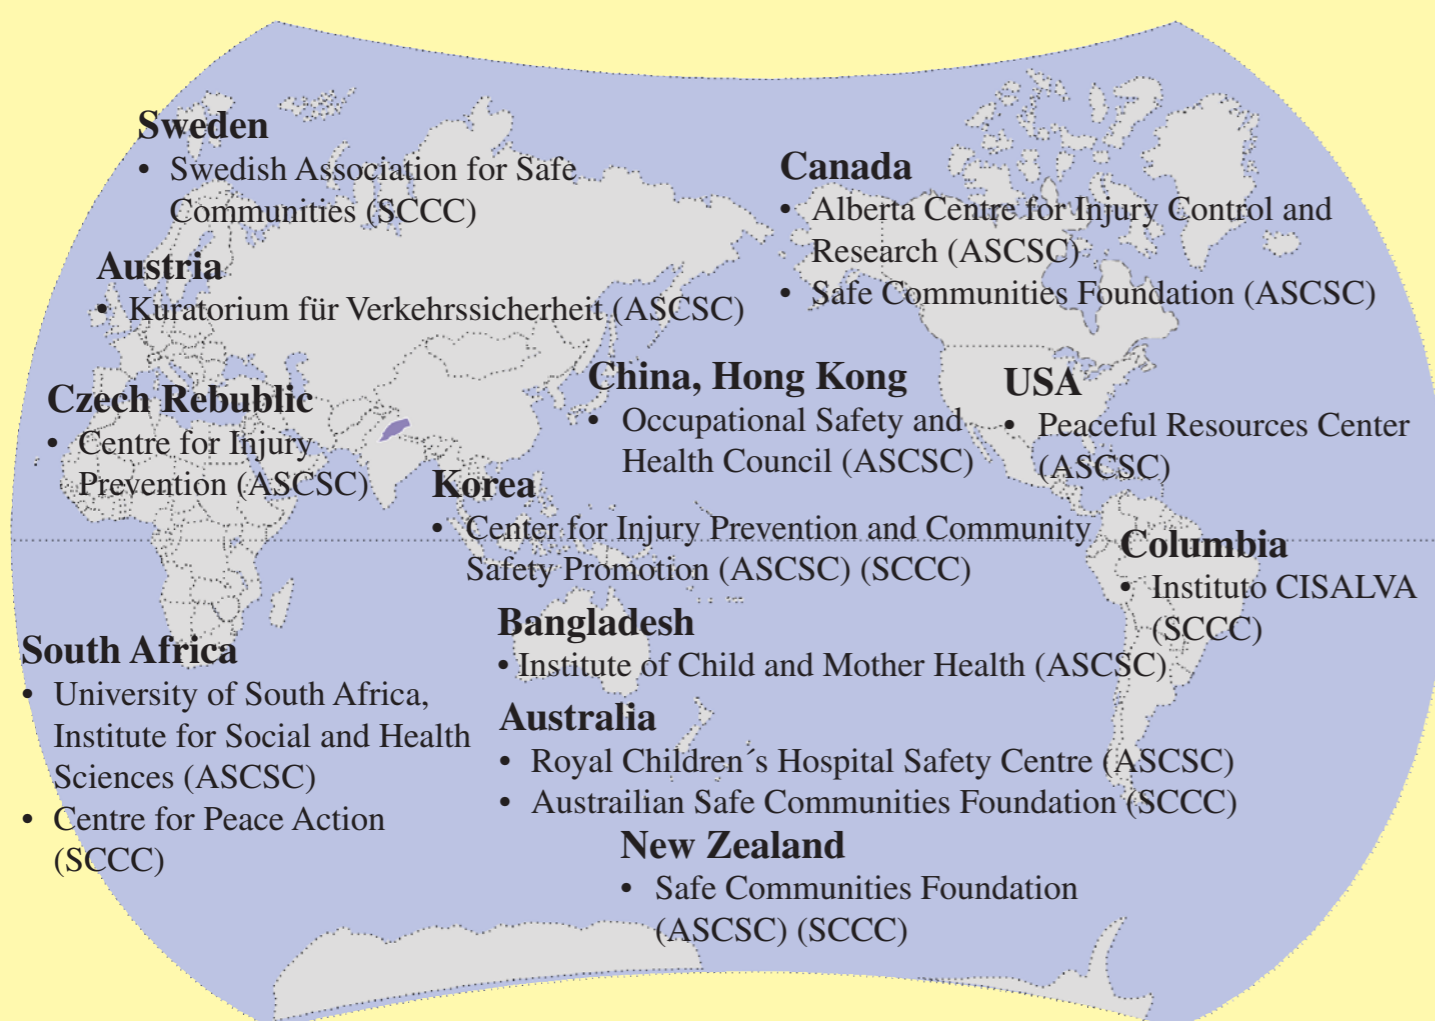 Sweden
• Swedish Association for Safe
Communities (SCCC)
Austria
• Kuratorium für Verkehrssicherheit (ASCSC)
Czech Rebublic
• Centre for Injury
Prevention (ASCSC)
South Africa
• University of South Africa,
Institute for Social and Health
Sciences (ASCSC)
• Centre for Peace Action
(SCCC)
Canada
• Alberta Centre for Injury Control and
Research (ASCSC)
• Safe Communities Foundation (ASCSC)
China, Hong Kong
• Occupational Safety and
Health Council (ASCSC)
USA
• Peaceful Resources Center
(ASCSC)
Korea
• Center for Injury Prevention and Community
Safety Promotion (ASCSC) (SCCC)
Columbia
• Instituto CISALVA
(SCCC)
Bangladesh
• Institute of Child and Mother Health (ASCSC)
Australia
• Royal Children´s Hospital Safety Centre (ASCSC)
• Austrailian Safe Communities Foundation (SCCC)
New Zealand
• Safe Communities Foundation
(ASCSC) (SCCC)